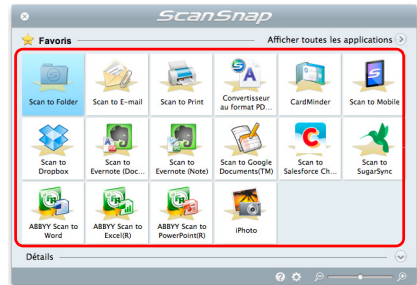 ScanSnap
Favoris
Afficher toutes les applications
Scan to Folder
Scan to E-mail
Scan to Print
Convertisseur
au format PD...
CardMinder
Scan to Mobile
Scan to
Dropbox
Scan to
Evernote (Doc...
Scan to
Evernote (Note)
Scan to Google
Documents(TM)
Scan to
Salesforce Ch...
Scan to
SugarSync
ABBYY Scan to
Word
ABBYY Scan to
Excel(R)
ABBYY Scan to
PowerPoint(R)
iPhoto
Détails